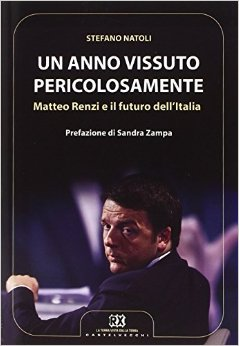 STEFANO NATOLI
UN ANNO VISSUTO
PERICOLOSAMENTE
Matteo Renzi e il futuro dell'Italia
Prefazione di Sandra Zampa
RX
LA TERRA VISTA DALLA TERRA
CASTELVECCHI